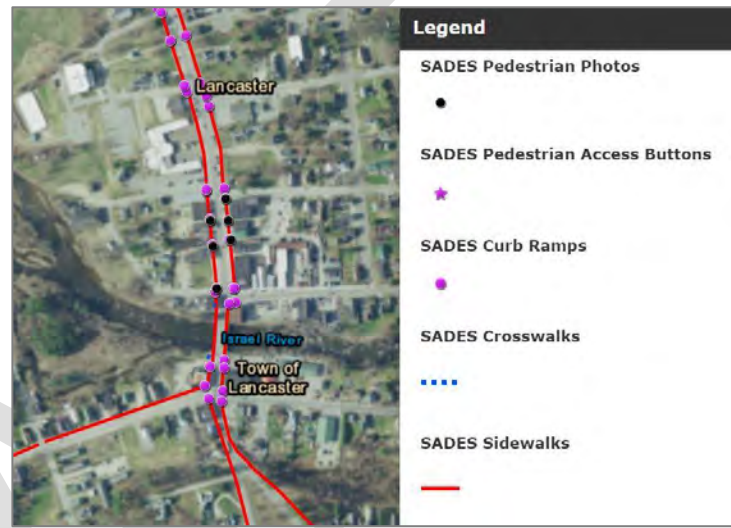 Lancaster
Israel River
Town of
Lancaster
Legend
SADES Pedestrian Photos
SADES Pedestrian Access Buttons
SADES Curb Ramps
SADES Crosswalks
SADES Sidewalks